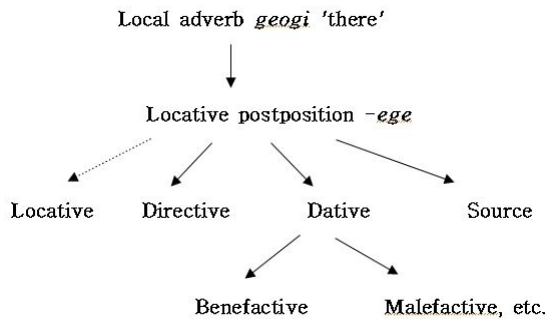 Local adverb geogi 'there'
Locative postposition -ege
Locative Directive Dative Source
Benefactive Malefactive, etc.